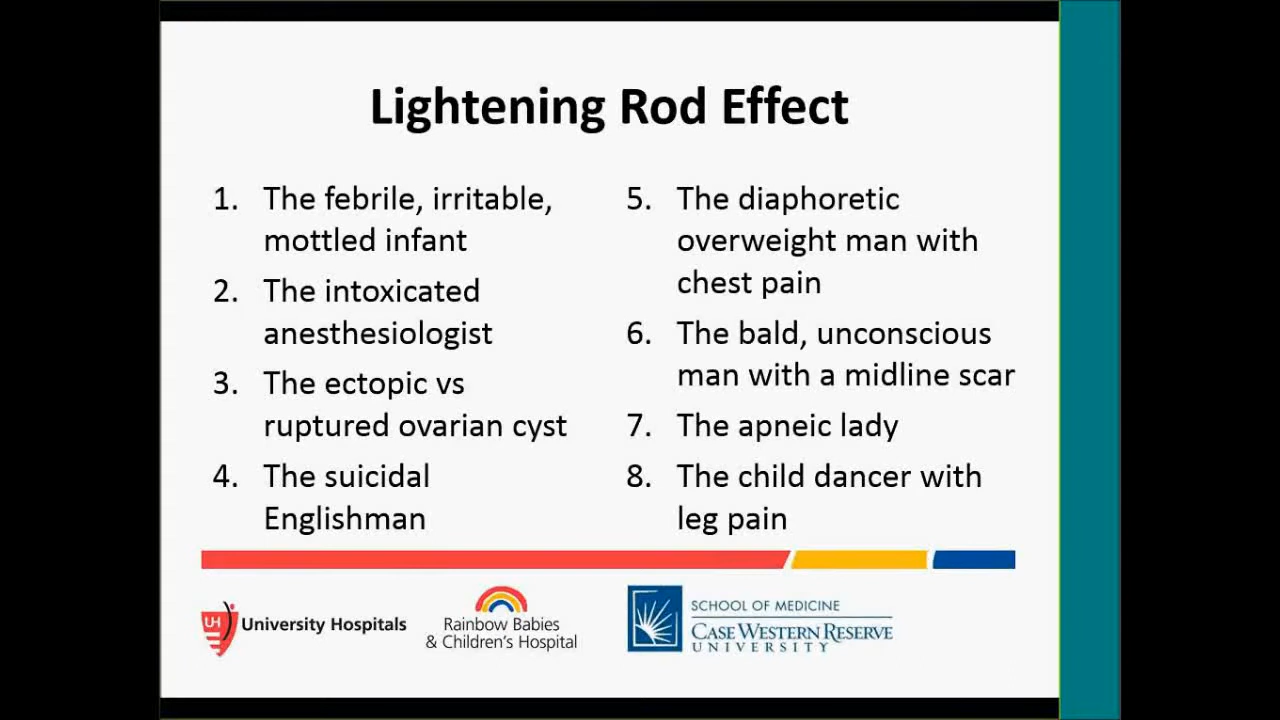 Lightening Rod Effect
1. The febrile, irritable,
mottled infant
2. The intoxicated
anesthesiologist
3. The ectopic vs
ruptured ovarian cyst
4. The suicidal
Englishman
5. The diaphoretic
overweight man with
chest pain
6. The bald, unconscious
man with a midline scar
7. The apneic lady
8. The child dancer with
leg pain
UH University Hospitals
Rainbow Babies
& Children's Hospital
SCHOOL OF MEDICINE
CASE WESTERN RESERVE
UNIVERSITY